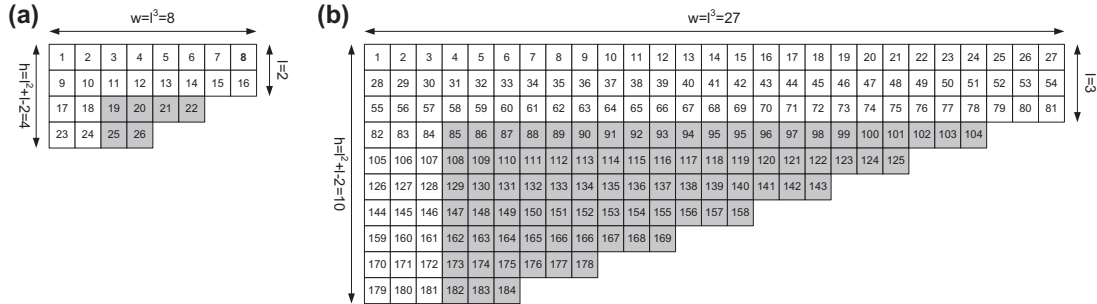 (a)
w=l³=8
h=l²+l-2=4
1 2 3 4 5 6 7 8
9 10 11 12 13 14 15 16
17 18 19 20 21 22
23 24 25 26
l=2
(b)
w=l³=27
h=l²+l-2=10
1 2 3 4 5 6 7 8 9 10 11 12 13 14 15 16 17 18 19 20 21 22 23 24 25 26 27
28 29 30 31 32 33 34 35 36 37 38 39 40 41 42 43 44 45 46 47 48 49 50 51 52 53 54
55 56 57 58 59 60 61 62 63 64 65 66 67 68 69 70 71 72 73 74 75 76 77 78 79 80 81
82 83 84 85 86 87 88 89 90 91 92 93 94 95 95 96 97 98 99 100 101 102 103 104
105 106 107 108 109 110 111 112 113 114 115 116 117 118 119 120 121 122 123 124 125
126 127 128 129 130 131 132 133 134 135 136 137 138 139 140 141 142 143
144 145 146 147 148 149 150 151 152 153 154 155 156 157 158
159 160 161 162 163 164 165 166 166 167 168 169
170 171 172 173 174 175 176 177 178
179 180 181 182 183 184
l=3